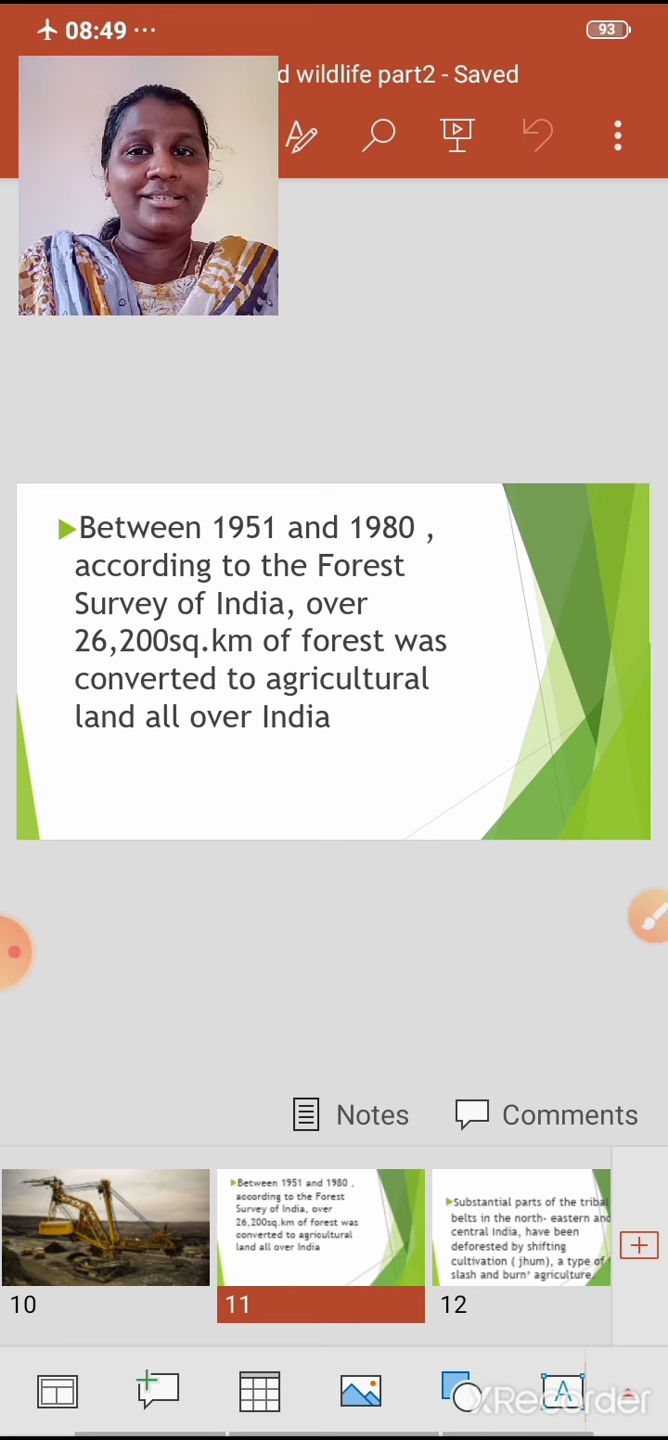 08:49 ...
93
d wildlife part2 - Saved
Between 1951 and 1980 ,
according to the Forest
Survey of India, over
26,200sq.km of forest was
converted to agricultural
land all over India
Notes
Comments
Between 1951 and 1980 ,
according to the Forest
Survey of India, over
26,200sq.km of forest was
converted to agricultural
land all over India
Substantial parts of the tribal
belts in the north- eastern and
central India, have been
deforested by shifting
cultivation ( jhum), a type of
slash and burn' agriculture.
10
11
12
A
XRecorder